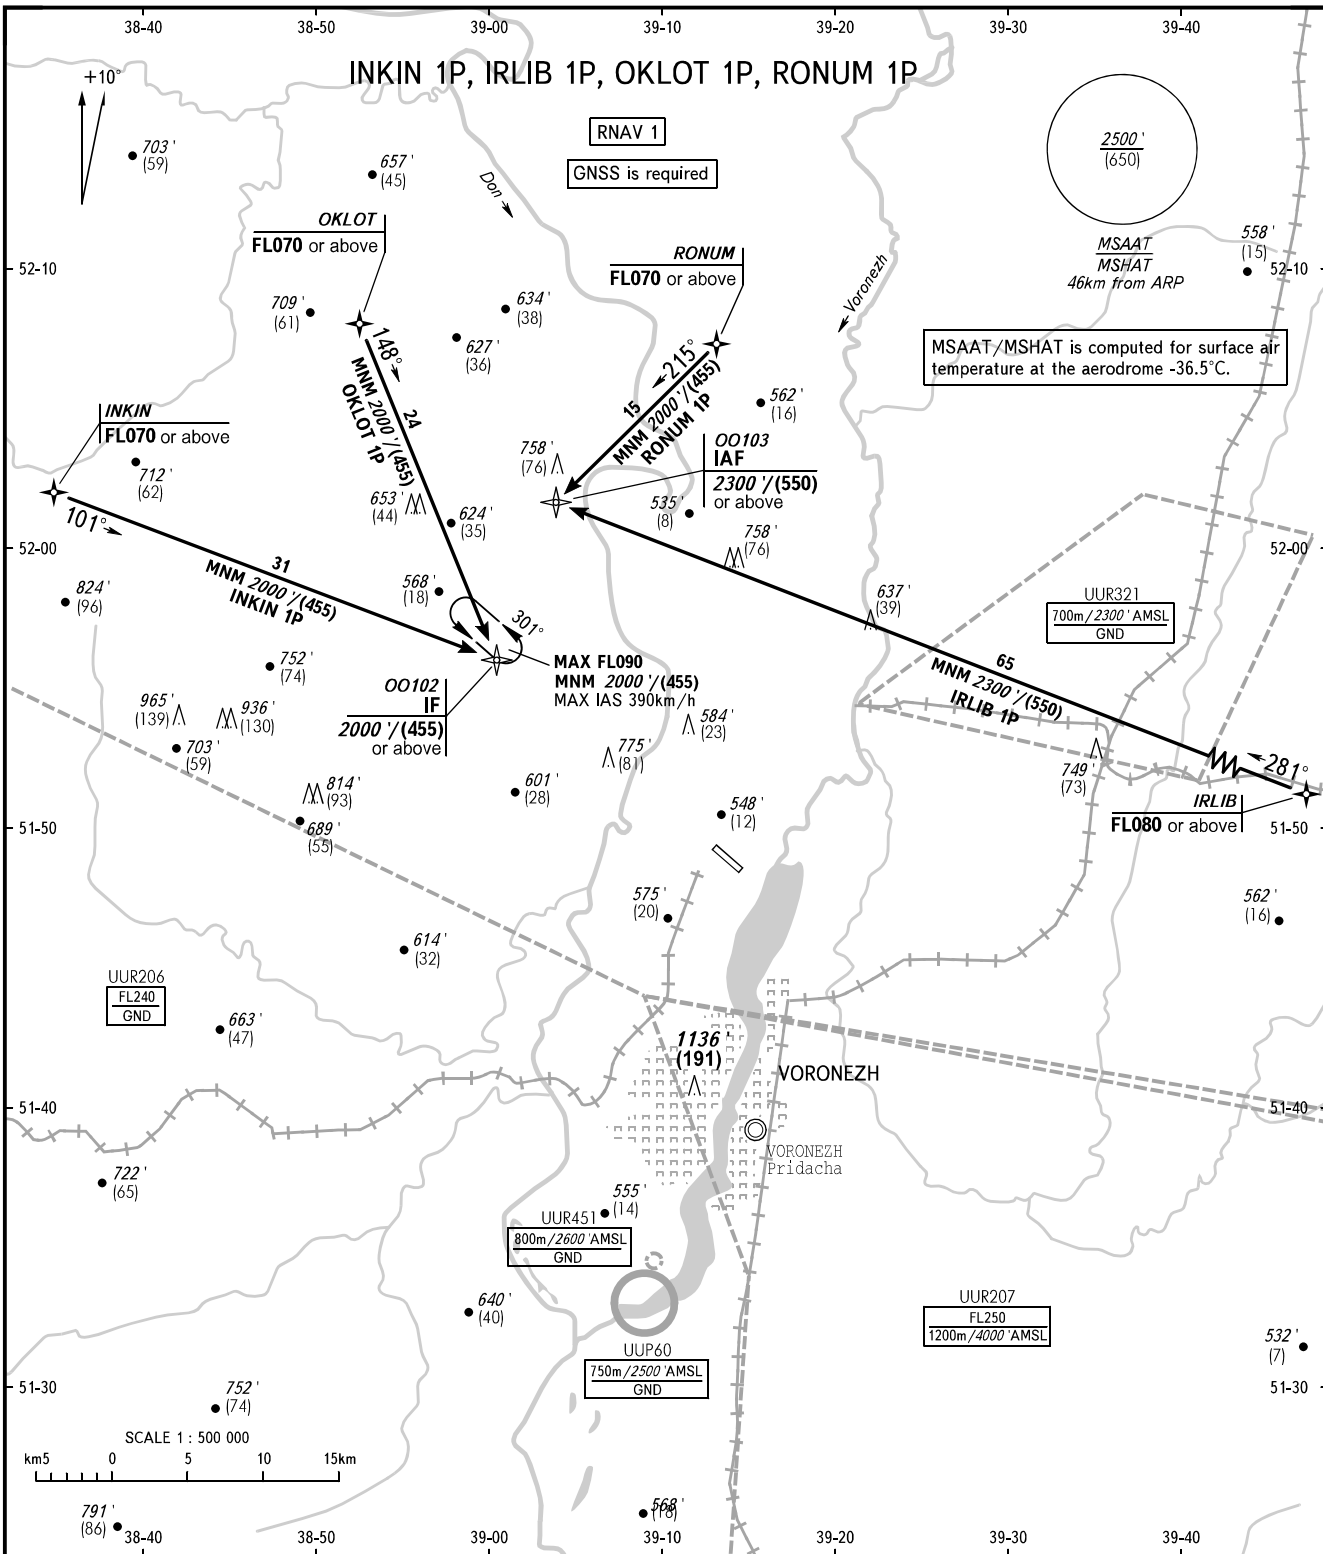 38-40 38-50 39-00 39-10 39-20 39-30 39-40
INKIN 1P, IRLIB 1P, OKLOT 1P, RONUM 1P
+10°
RNAV 1
GNSS is required
2500'
(650)
MSAAT
MSHAT
46km from ARP
MSAAT/MSHAT is computed for surface air
temperature at the aerodrome -36.5°C.
703'
(59)
657'
(45)
Don
Voronezh
558'
(15)
52-10
52-10
OKLOT
FL070 or above
RONUM
FL070 or above
709'
(61)
634'
(38)
627'
(36)
148°
24
MNM 2000'/(455)
OKLOT 1P
215°
15
MNM 2000'/(455)
RONUM 1P
562'
(16)
INKIN
FL070 or above
712'
(62)
758'
(76)
OO103
IAF
2300'/(550)
or above
653'
(44)
624'
(35)
535'
(8)
758'
(76)
101°
31
MNM 2000'/(455)
INKIN 1P
52-00
52-00
824'
(96)
568'
(18)
301°
637'
(39)
UUR321
700m/2300'AMSL
GND
752'
(74)
MAX FL090
MNM 2000'/(455)
MAX IAS 390km/h
OO102
IF
2000'/(455)
or above
65
MNM 2300'/(550)
IRLIB 1P
965'
(139)
936'
(130)
703'
(59)
584'
(23)
775'
(81)
749'
(73)
281°
IRLIB
FL080 or above
814'
(93)
689'
(55)
601'
(28)
548'
(12)
51-50
51-50
575'
(20)
562'
(16)
614'
(32)
UUR206
FL240
GND
663'
(47)
1136'
(191)
VORONEZH
51-40
51-40
VORONEZH
Pridacha
722'
(65)
555'
(14)
UUR451
800m/2600'AMSL
GND
640'
(40)
UUR207
FL250
1200m/4000'AMSL
532'
(7)
UUP60
750m/2500'AMSL
GND
51-30
51-30
752'
(74)
SCALE 1 : 500 000
km5 0 5 10 15km
791'
(86)
568'
(18)
38-40 38-50 39-00 39-10 39-20 39-30 39-40